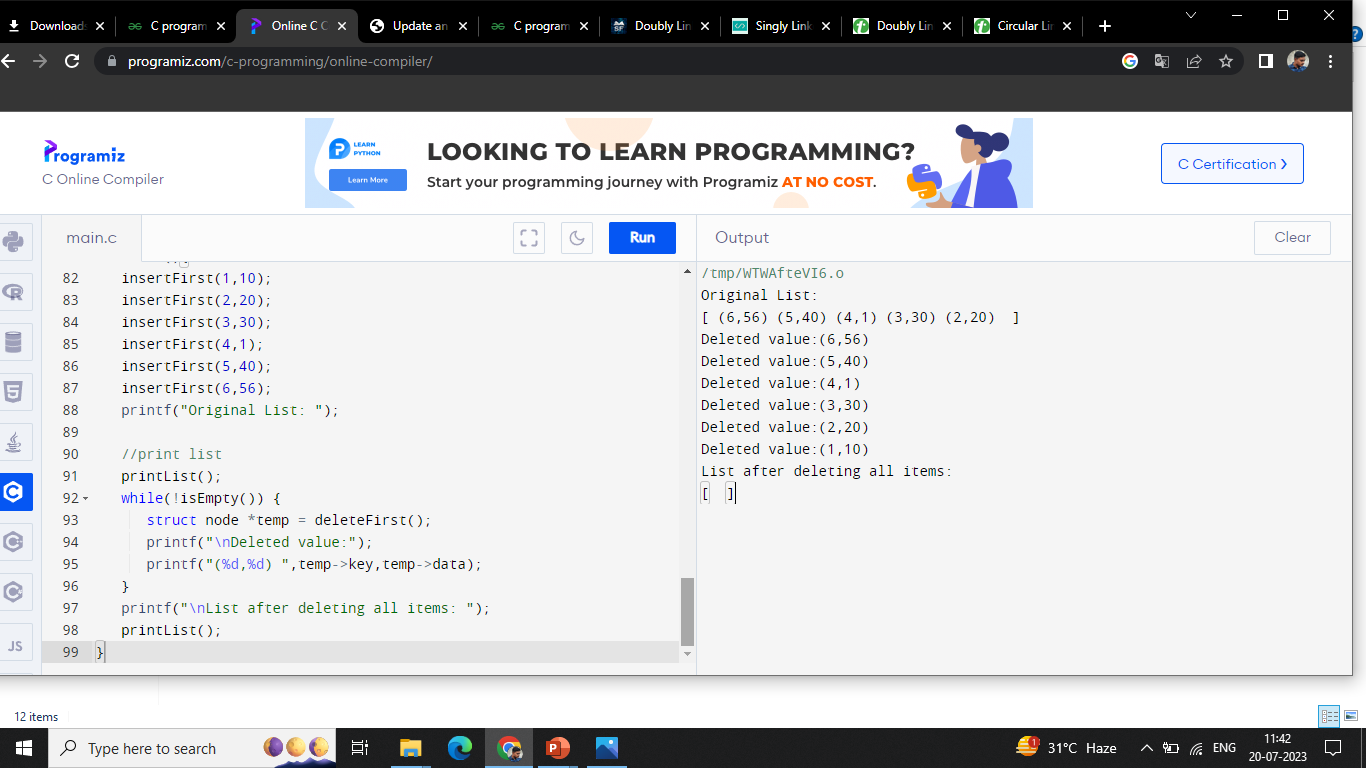 Downloads
C program
Online C C
Update an
C program
Doubly Lin
Singly Link
Doubly Lin
Circular Lin
programiz.com/c-programming/online-compiler/
Programiz
C Online Compiler
LEARN
PYTHON
Learn More
LOOKING TO LEARN PROGRAMMING?
Start your programming journey with Programiz AT NO COST.
C Certification >
main.c
Run
Output
Clear
82 insertFirst(1,10);
83 insertFirst(2,20);
84 insertFirst(3,30);
85 insertFirst(4,1);
86 insertFirst(5,40);
87 insertFirst(6,56);
88 printf("Original List: ");
89
90 //print list
91 printList();
92 while(!isEmpty()) {
93 struct node *temp = deleteFirst();
94 printf("\nDeleted value:");
95 printf("(%d,%d) ",temp->key,temp->data);
96 }
97 printf("\nList after deleting all items: ");
98 printList();
99 }
/tmp/WTWAfteVI6.o
Original List:
[ (6,56) (5,40) (4,1) (3,30) (2,20)  ]
Deleted value:(6,56)
Deleted value:(5,40)
Deleted value:(4,1)
Deleted value:(3,30)
Deleted value:(2,20)
Deleted value:(1,10)
List after deleting all items:
[  ]
JS
12 items
Type here to search
1
31°C Haze
ENG
11:42
20-07-2023